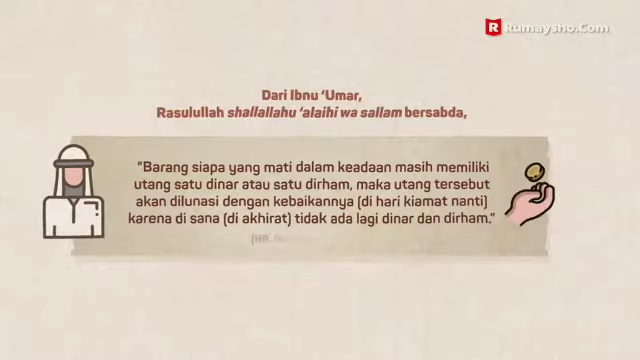 Rumaysho.Com
Dari Ibnu ‘Umar,
Rasulullah shallallahu ‘alaihi wa sallam bersabda,
“Barang siapa yang mati dalam keadaan masih memiliki
utang satu dinar atau satu dirham, maka utang tersebut
akan dilunasi dengan kebaikannya (di hari kiamat nanti)
karena di sana (di akhirat) tidak ada lagi dinar dan dirham.”